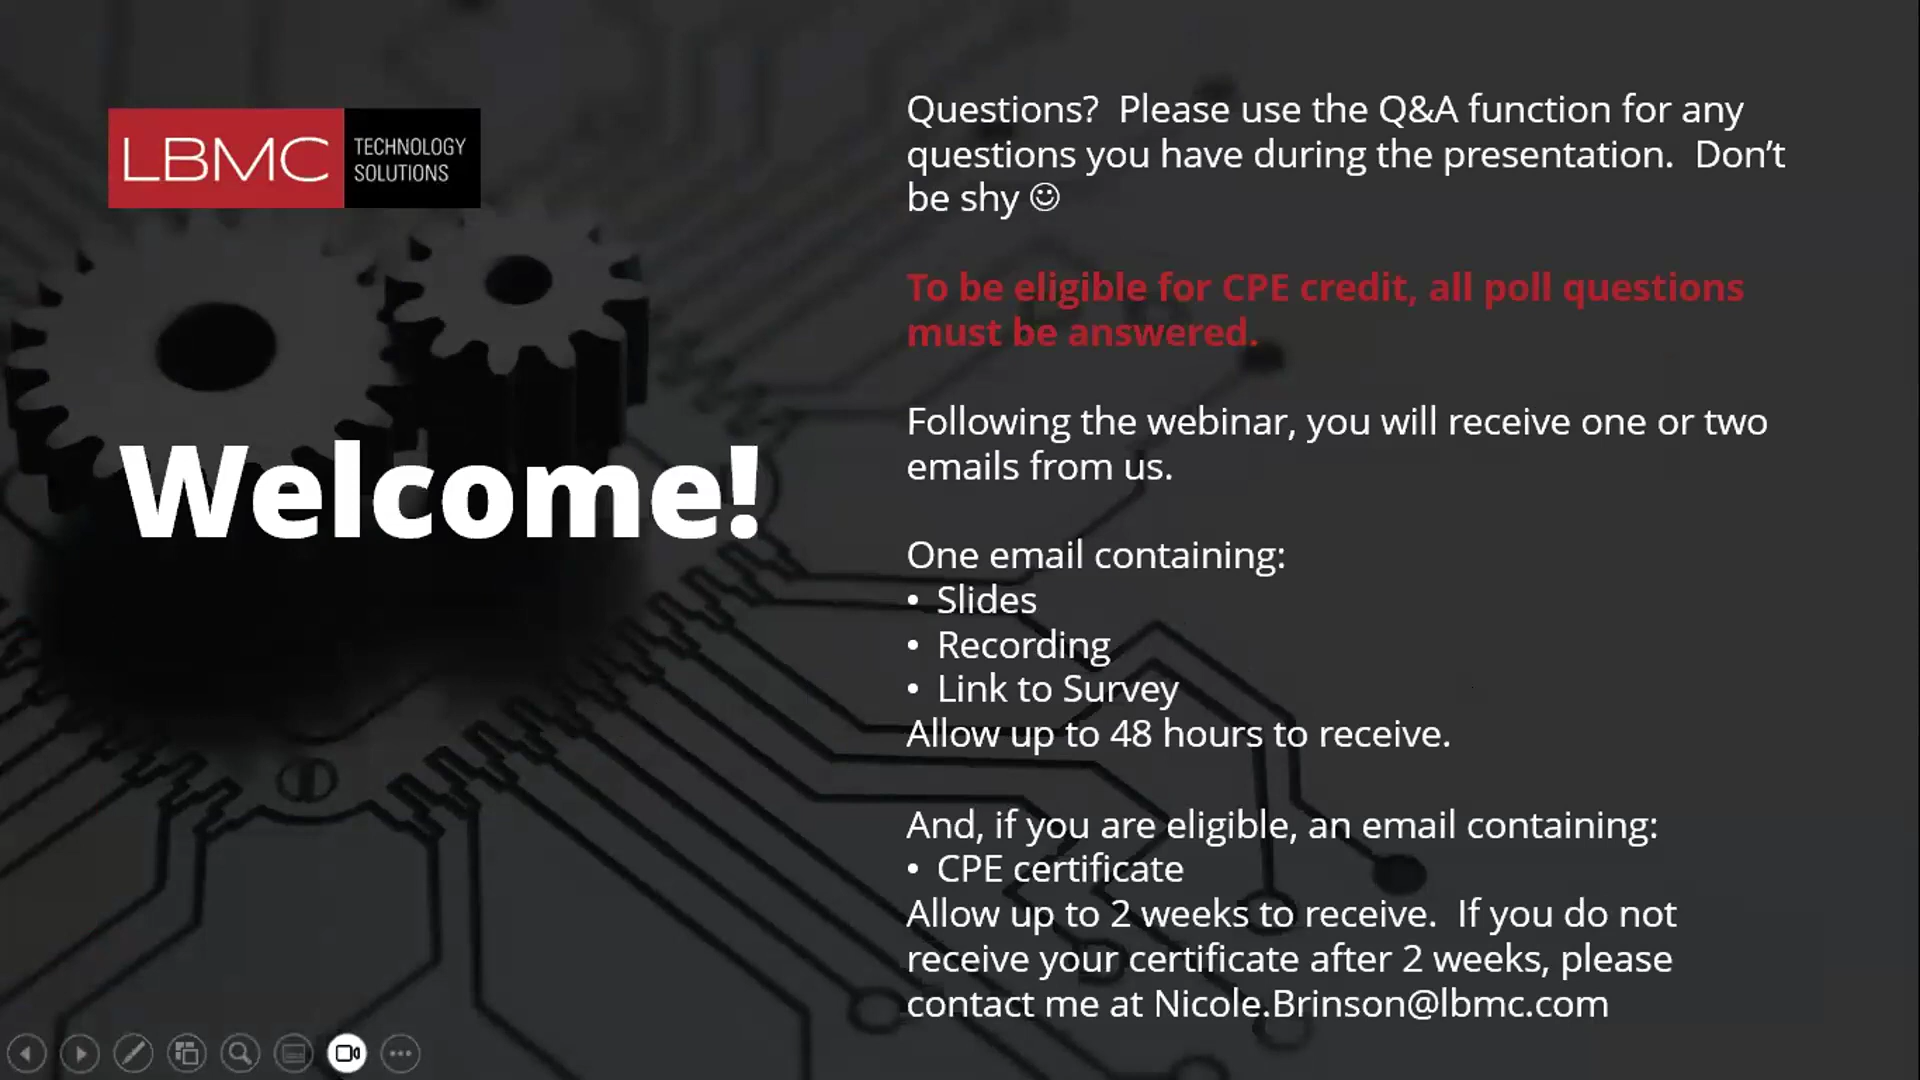 LBMC TECHNOLOGY
SOLUTIONS
Welcome!
Questions?  Please use the Q&A function for any
questions you have during the presentation.  Don’t
be shy ☺
To be eligible for CPE credit, all poll questions
must be answered.
Following the webinar, you will receive one or two
emails from us.
One email containing:
• Slides
• Recording
• Link to Survey
Allow up to 48 hours to receive.
And, if you are eligible, an email containing:
• CPE certificate
Allow up to 2 weeks to receive.  If you do not
receive your certificate after 2 weeks, please
contact me at Nicole.Brinson@lbmc.com